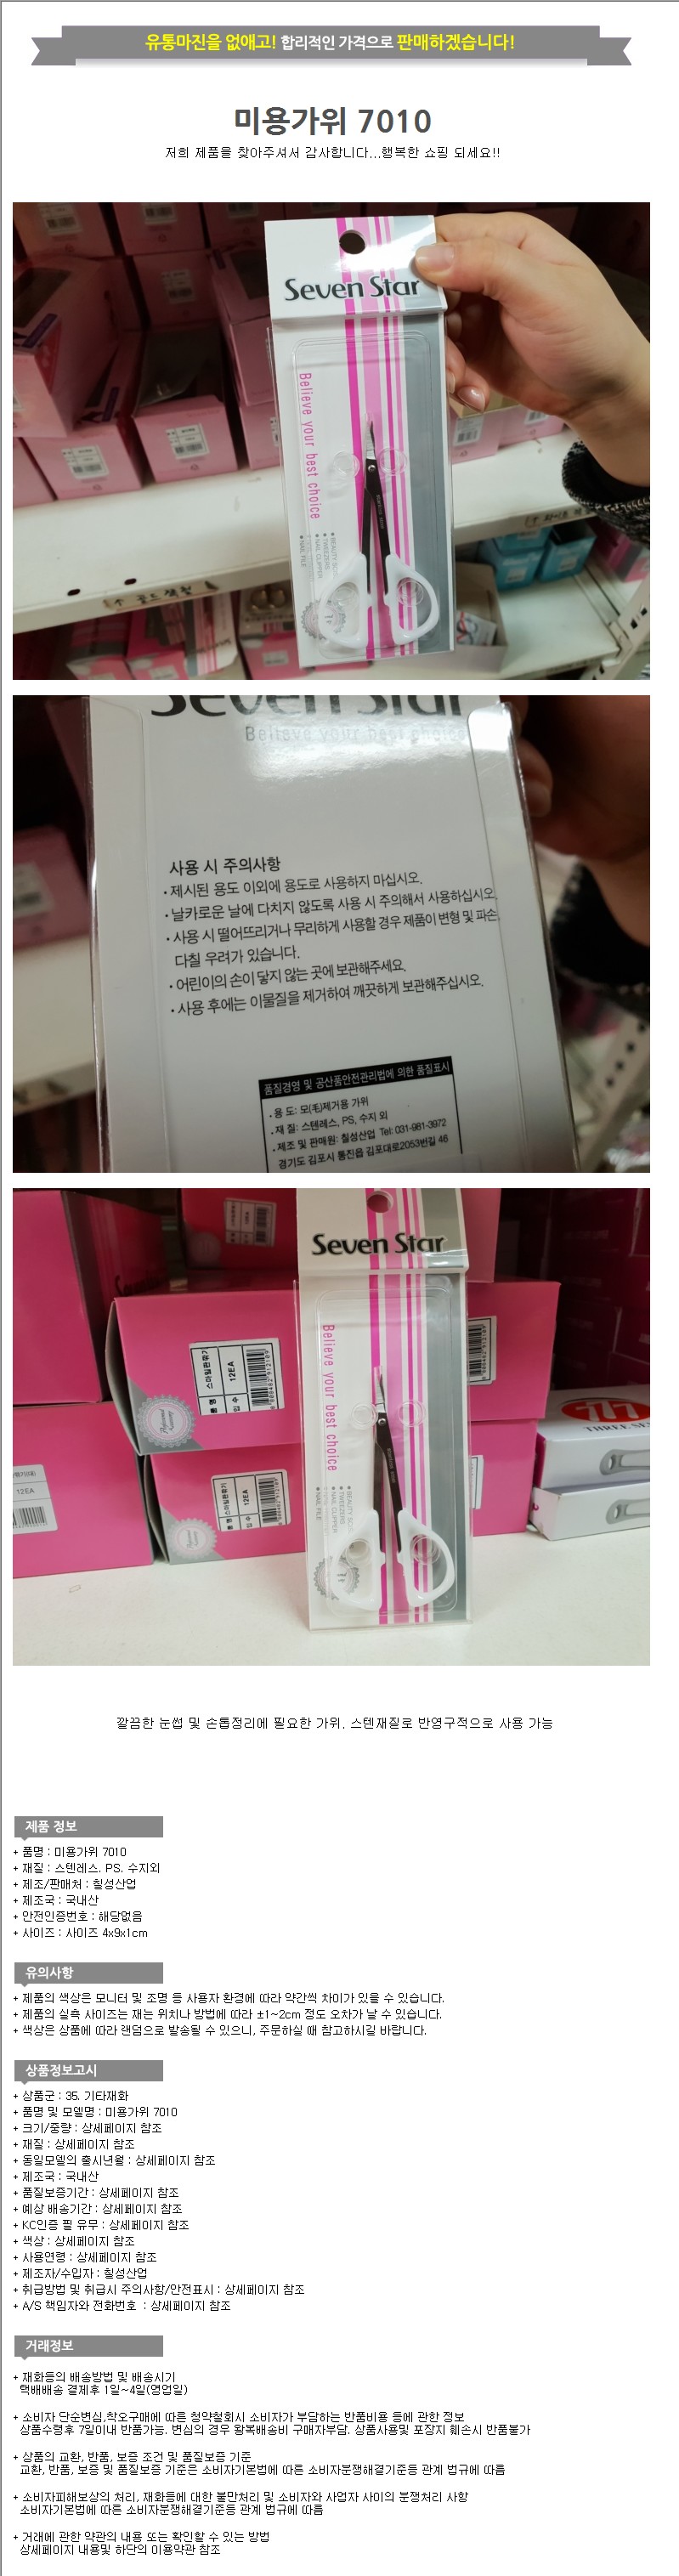 유통마진을 없애고! 합리적인 가격으로 판매하겠습니다!
미용가위 7010
저희 제품을 찾아주셔서 감사합니다...행복한 쇼핑 되세요!!
Seven Star
Believe your best choice
TWEEZERS
NAIL CLIPPER
NAIL FILE
Seven Star
Believe your best choice
사용 시 주의사항
• 제시된 용도 이외에 용도로 사용하지 마십시오.
• 날카로운 날에 다치지 않도록 사용 시 주의해서 사용하십시오.
• 사용 시 떨어뜨리거나 무리하게 사용할 경우 제품이 변형 및 파손,
다칠 우려가 있습니다.
• 어린이의 손이 닿지 않는 곳에 보관해주세요.
• 사용 후에는 이물질을 제거하여 깨끗하게 보관해주십시오.
품질경영 및 공산품안전관리법에 의한 품질표시
• 용 도: 모(毛)제거용 가위
• 재 질: 스텐레스, PS, 수지 외
• 제조 및 판매원: 칠성산업 Tel: 031-981-3972
경기도 김포시 통진읍 김포대로2053번길 46
Seven Star
Believe your best choice
TWEEZERS
NAIL CLIPPER
NAIL FILE
12EA
12EA
12EA
777
THREE SE
깔끔한 눈썹 및 손톱정리에 필요한 가위. 스텐재질로 반영구적으로 사용 가능
제품 정보
+ 품명 : 미용가위 7010
+ 재질 : 스텐레스. PS. 수지외
+ 제조/판매처 : 칠성산업
+ 제조국 : 국내산
+ 안전인증번호 : 해당없음
+ 사이즈 : 사이즈 4x9x1cm
유의사항
+ 제품의 색상은 모니터 및 조명 등 사용자 환경에 따라 약간씩 차이가 있을 수 있습니다.
+ 제품의 실측 사이즈는 재는 위치나 방법에 따라 ±1~2cm 정도 오차가 날 수 있습니다.
+ 색상은 상품에 따라 랜덤으로 발송될 수 있으니, 주문하실 때 참고하시길 바랍니다.
상품정보고시
+ 상품군 : 35. 기타재화
+ 품명 및 모델명 : 미용가위 7010
+ 크기/중량 : 상세페이지 참조
+ 재질 : 상세페이지 참조
+ 동일모델의 출시년월 : 상세페이지 참조
+ 제조국 : 국내산
+ 품질보증기간 : 상세페이지 참조
+ 예상 배송기간 : 상세페이지 참조
+ KC인증 필 유무 : 상세페이지 참조
+ 색상 : 상세페이지 참조
+ 사용연령 : 상세페이지 참조
+ 제조자/수입자 : 칠성산업
+ 취급방법 및 취급시 주의사항/안전표시 : 상세페이지 참조
+ A/S 책임자와 전화번호 : 상세페이지 참조
거래정보
+ 재화등의 배송방법 및 배송시기
택배배송 결제후 1일~4일(영업일)
+ 소비자 단순변심,착오구매에 따른 청약철회시 소비자가 부담하는 반품비용 등에 관한 정보
상품수령후 7일이내 반품가능. 변심의 경우 왕복배송비 구매자부담. 상품사용및 포장지 훼손시 반품불가
+ 상품의 교환, 반품, 보증 조건 및 품질보증 기준
교환, 반품, 보증 및 품질보증 기준은 소비자기본법에 따른 소비자분쟁해결기준등 관계 법규에 따름
+ 소비자피해보상의 처리, 재화등에 대한 불만처리 및 소비자와 사업자 사이의 분쟁처리 사항
소비자기본법에 따른 소비자분쟁해결기준등 관계 법규에 따름
+ 거래에 관한 약관의 내용 또는 확인할 수 있는 방법
상세페이지 내용및 하단의 이용약관 참조